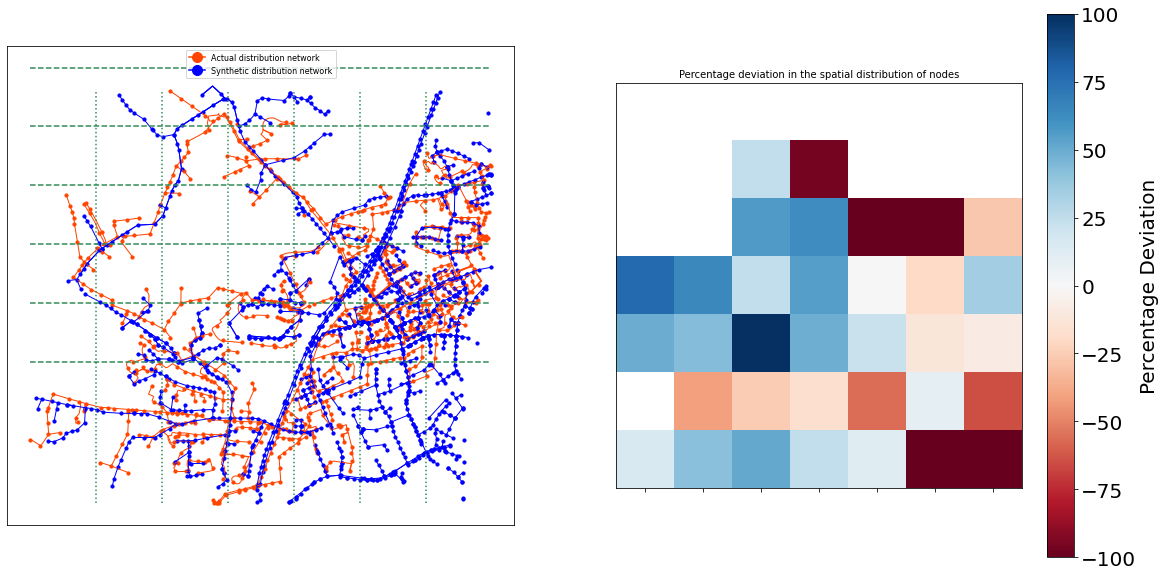 Actual distribution network
Synthetic distribution network
Percentage deviation in the spatial distribution of nodes
100
75
50
25
0
−25
−50
−75
−100
Percentage Deviation